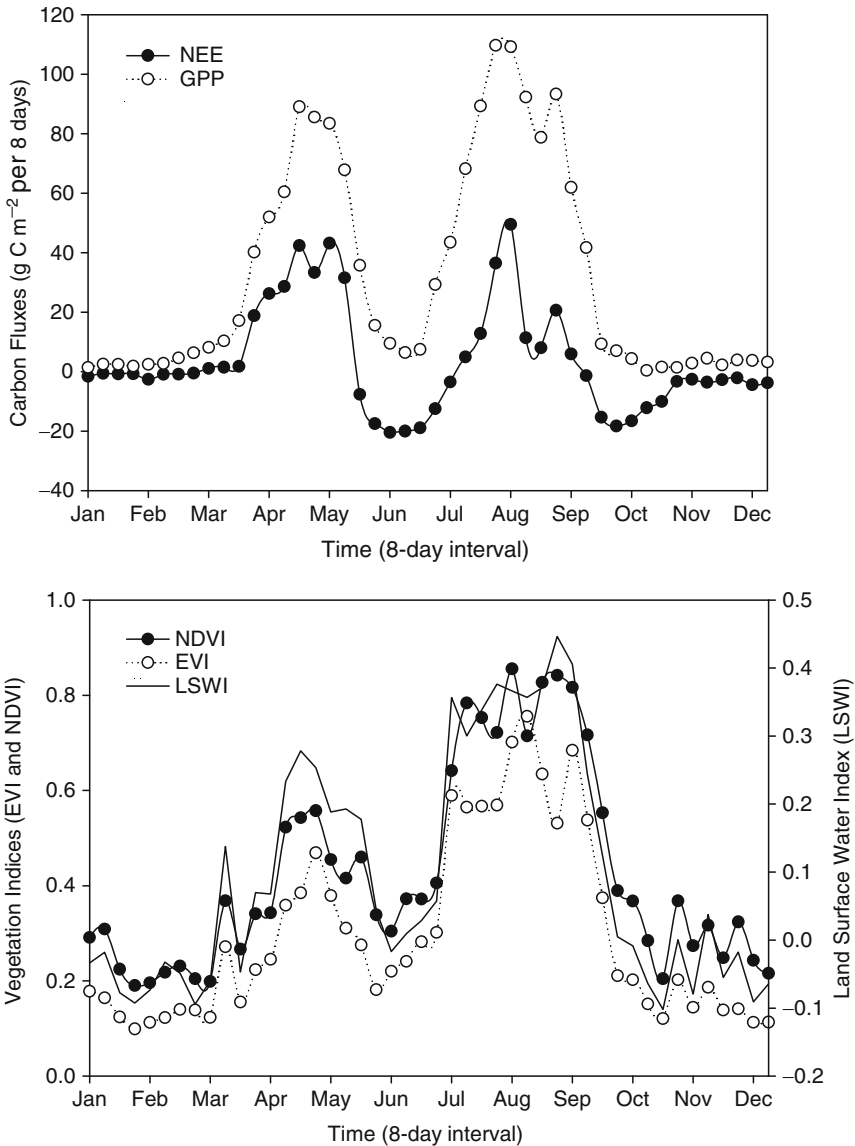 120
100
80
60
40
20
0
−20
−40
Carbon Fluxes (g C m−2 per 8 days)
NEE
GPP
Jan Feb Mar Apr May Jun Jul Aug Sep Oct Nov Dec
Time (8-day interval)
1.0
0.8
0.6
0.4
0.2
0.0
Vegetation Indices (EVI and NDVI)
NDVI
EVI
LSWI
0.5
0.4
0.3
0.2
0.1
0.0
−0.1
−0.2
Land Surface Water Index (LSWI)
Jan Feb Mar Apr May Jun Jul Aug Sep Oct Nov Dec
Time (8-day interval)